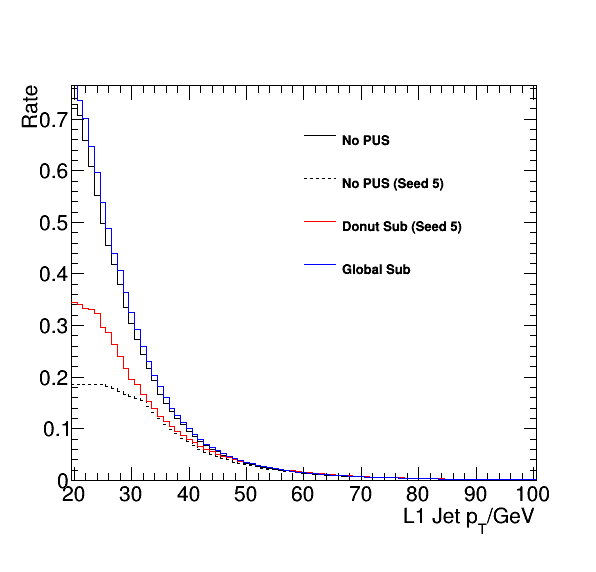 Rate
0.7
0.6
0.5
0.4
0.3
0.2
0.1
0
No PUS
No PUS (Seed 5)
Donut Sub (Seed 5)
Global Sub
20 30 40 50 60 70 80 90 100
L1 Jet pT/GeV